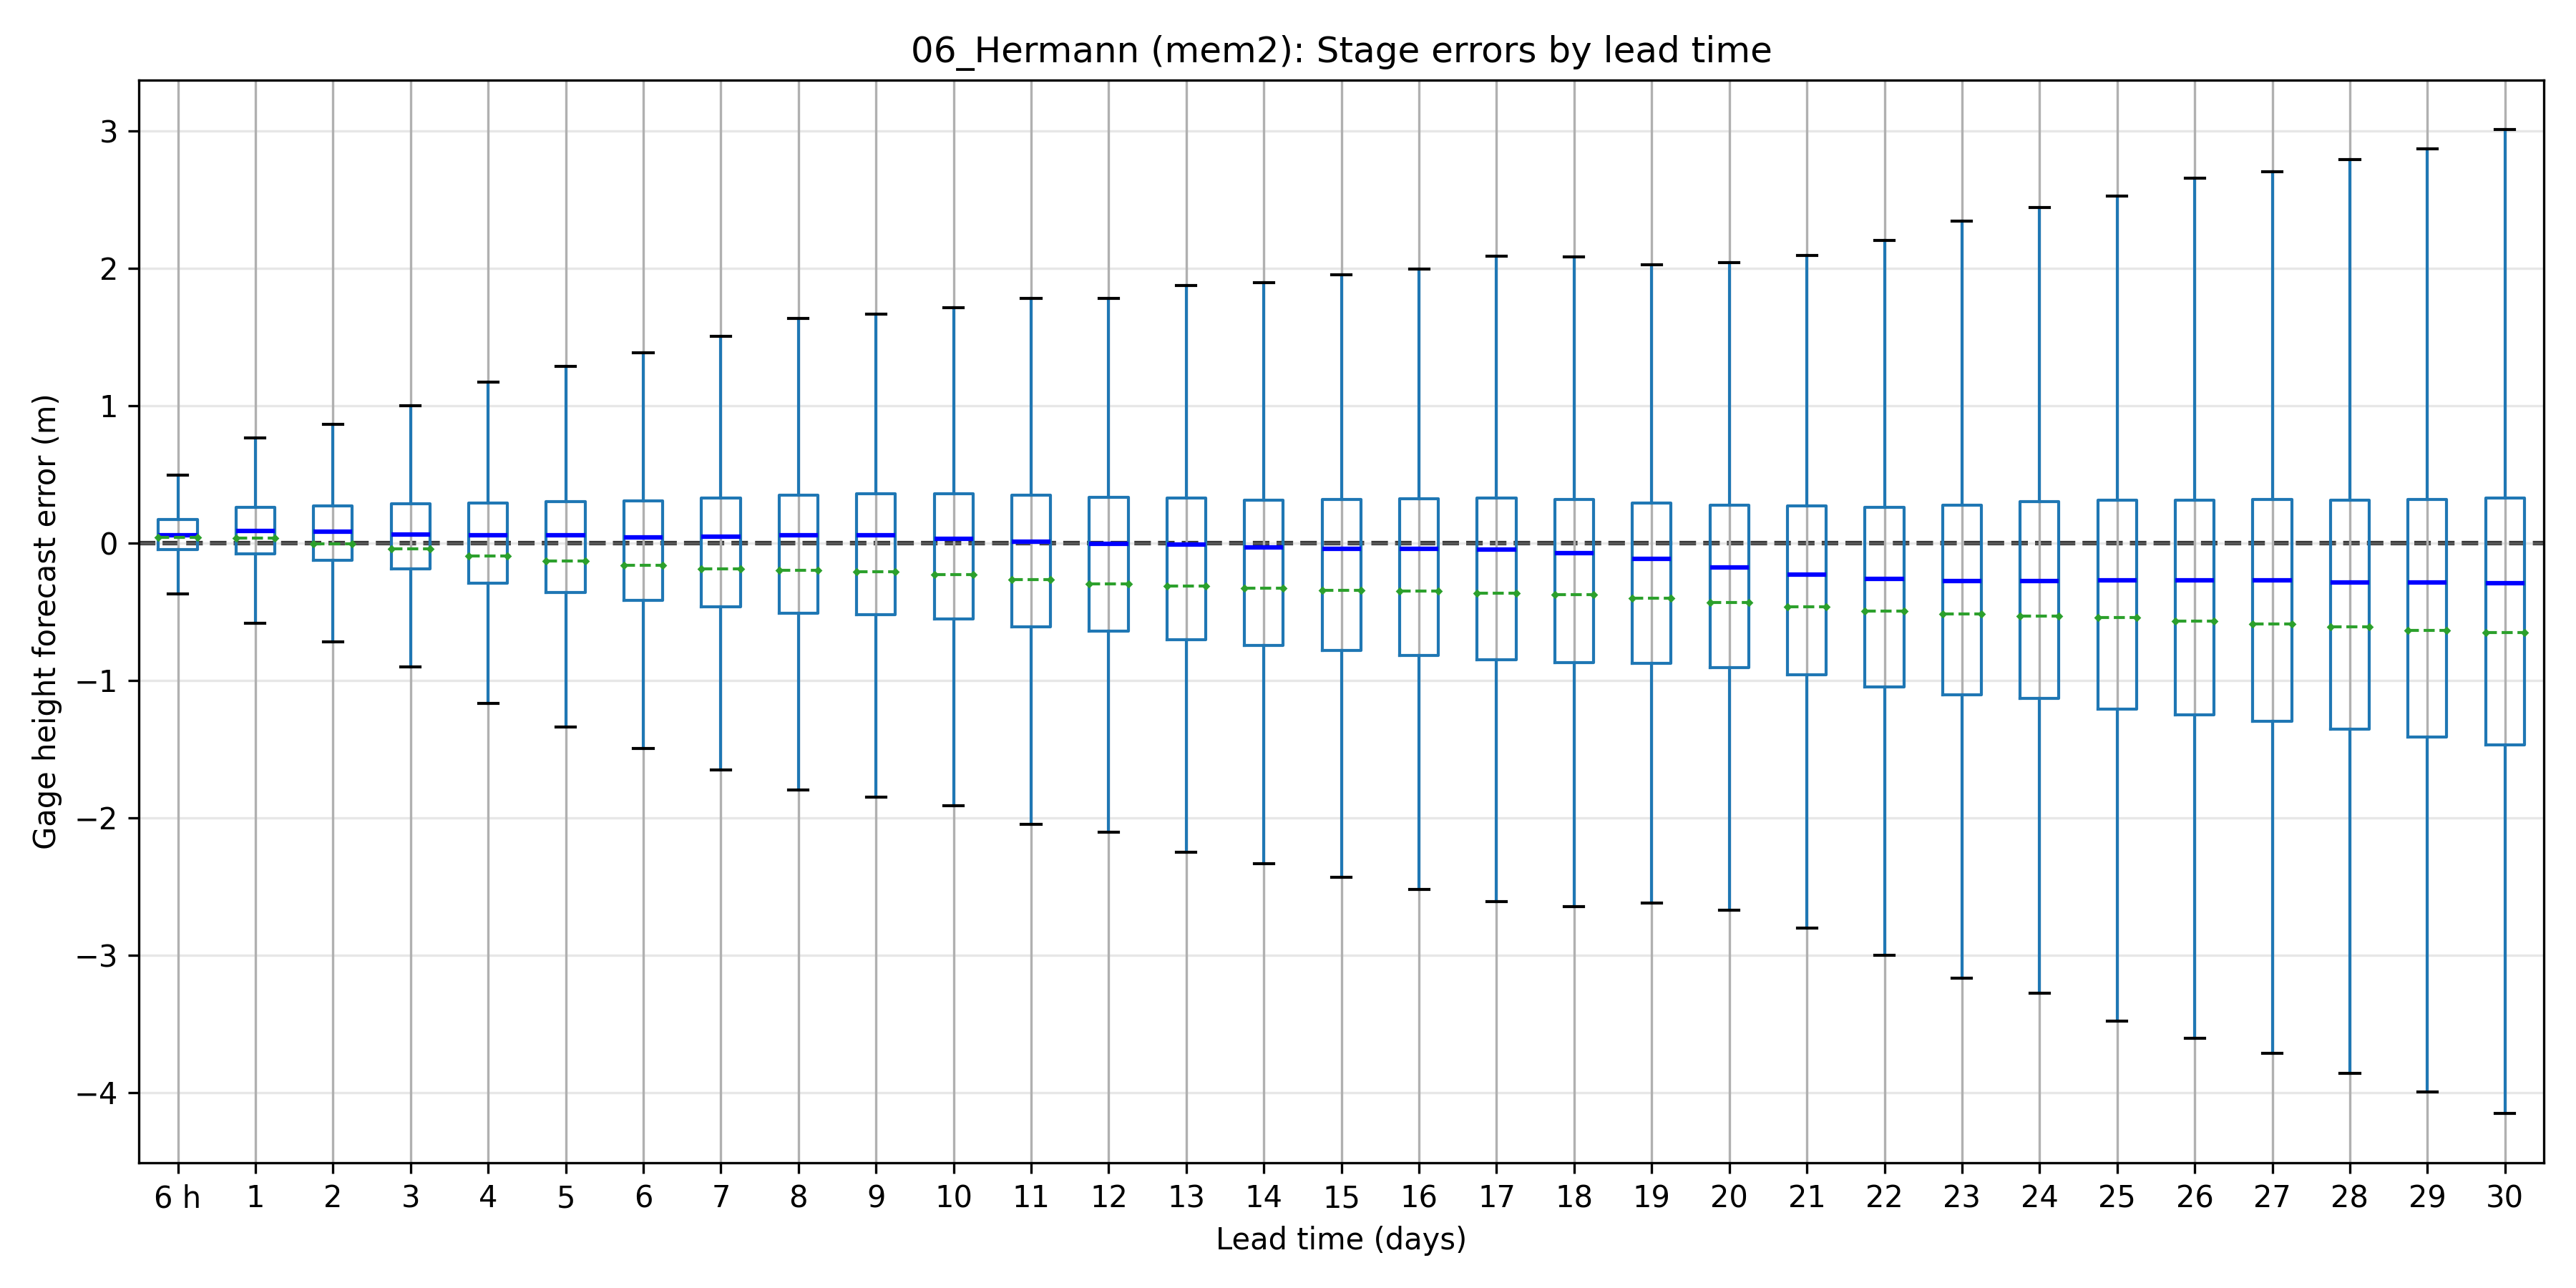 06_Hermann (mem2): Stage errors by lead time
Gage height forecast error (m)
3
2
1
0
−1
−2
−3
−4
6 h 1 2 3 4 5 6 7 8 9 10 11 12 13 14 15 16 17 18 19 20 21 22 23 24 25 26 27 28 29 30
Lead time (days)